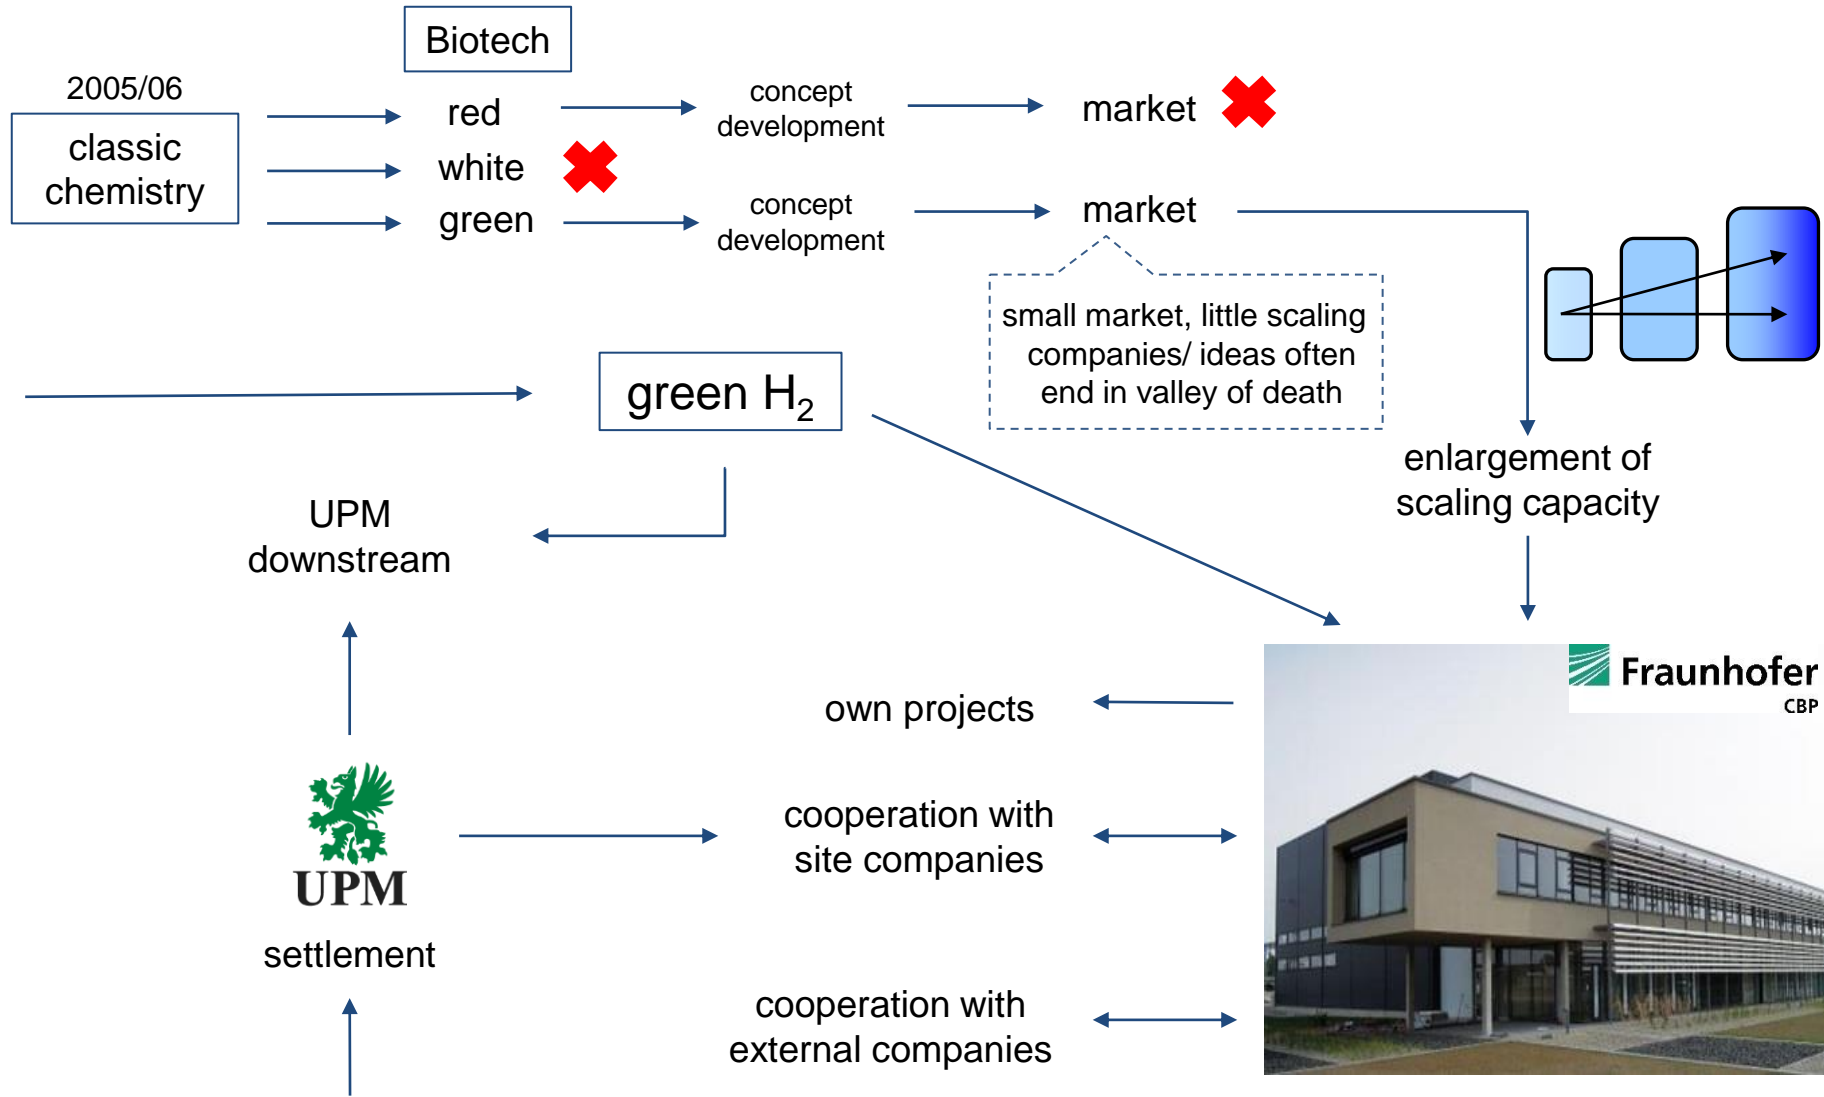 Biotech
2005/06
classic
chemistry
red
white
green
concept
development
market
concept
development
market
small market, little scaling
companies/ ideas often
end in valley of death
green H₂
enlargement of
scaling capacity
UPM
downstream
Fraunhofer
CBP
own projects
cooperation with
site companies
UPM
settlement
cooperation with
external companies